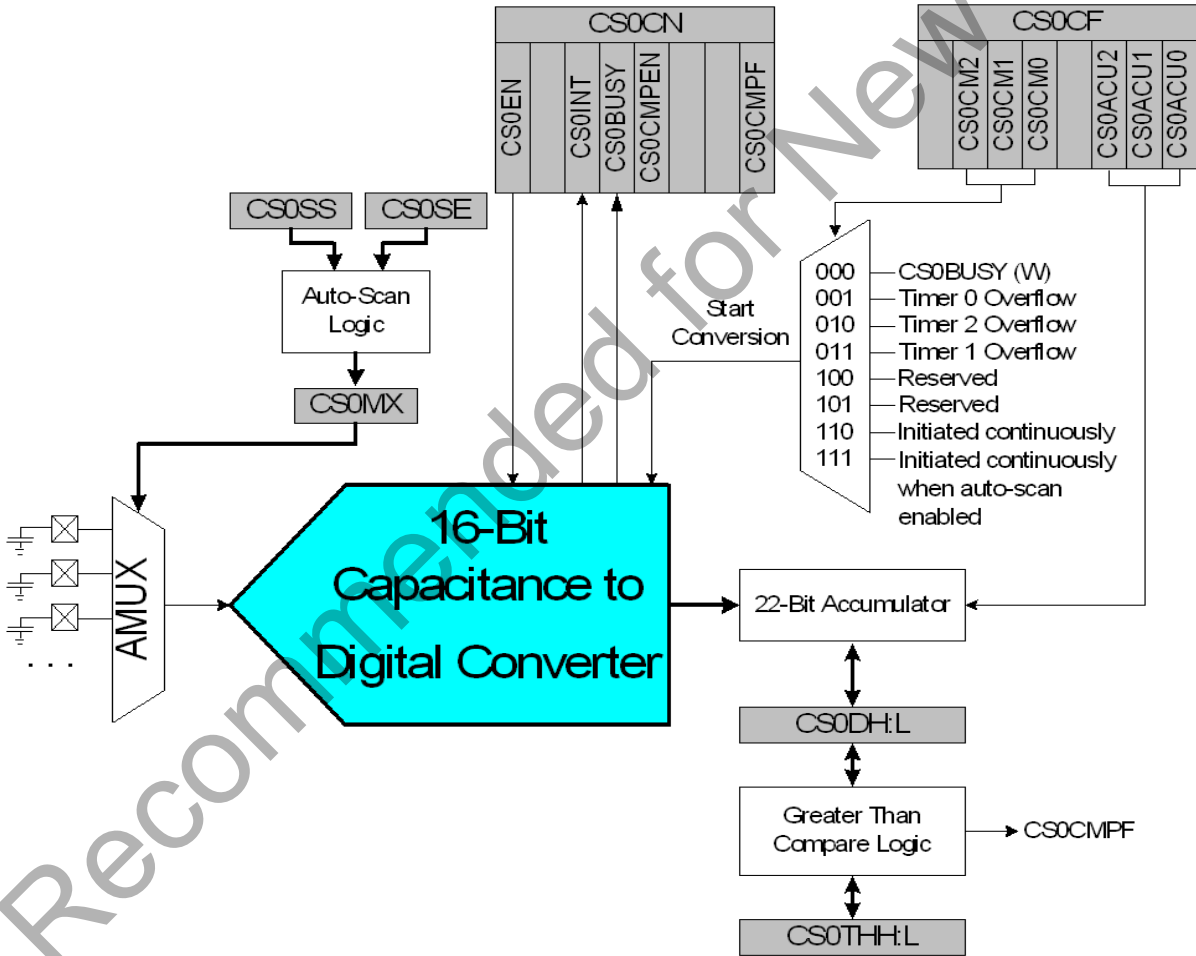 CS0CN
CS0EN
CS0INT
CS0BUSY
CS0CMPEN
CS0CMPF
CS0CF
CS0CM2
CS0CM1
CS0CM0
CS0ACU2
CS0ACU1
CS0ACU0
CS0SS
CS0SE
Auto-Scan
Logic
CS0MX
Start
Conversion
000
CS0BUSY (W)
001
Timer 0 Overflow
010
Timer 2 Overflow
011
Timer 1 Overflow
100
Reserved
101
Reserved
110
Initiated continuously
111
Initiated continuously
when auto-scan
enabled
AMUX
. . .
16-Bit
Capacitance to
Digital Converter
22-Bit Accumulator
CS0DH:L
Greater Than
Compare Logic
CS0CMPF
CS0THH:L
Recommended for New